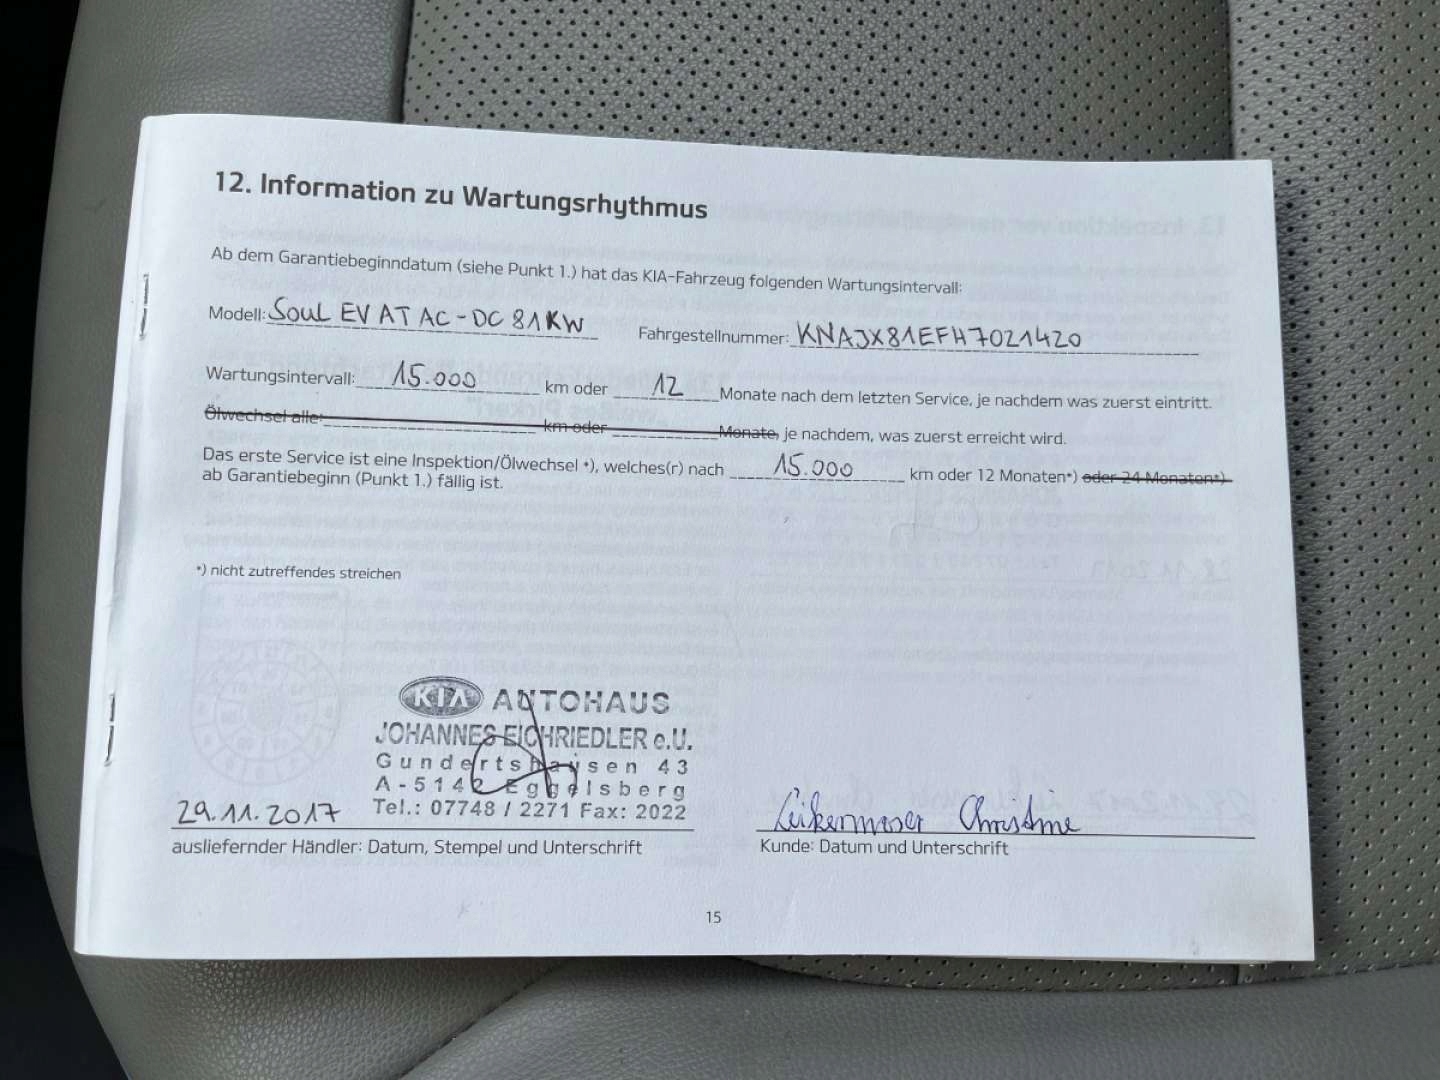 12. Information zu Wartungsrhythmus
Ab dem Garantiebeginndatum (siehe Punkt 1.) hat das KIA-Fahrzeug folgenden Wartungsintervall:
Modell: SOUL EV AT AC-DC 81KW Fahrgestellnummer: KNAJX81EFH7021420
Wartungsintervall: 15.000 km oder 12 Monate nach dem letzten Service, je nachdem was zuerst eintritt.
Ölwechsel alle: km oder Monate, je nachdem, was zuerst erreicht wird.
Das erste Service ist eine Inspektion/Ölwechsel *), welches(r) nach 15.000 km oder 12 Monaten*) oder 24 Monaten*)
ab Garantiebeginn (Punkt 1.) fällig ist.
*) nicht zutreffendes streichen
KIA AUTOHAUS
JOHANNES EICHRIEDLER e.U.
Gundertshausen 43
A-5142 Eggelsberg
Tel.: 07748 / 2271 Fax: 2022
29.11.2017
ausliefernder Händler: Datum, Stempel und Unterschrift
Leikermoser Christine
Kunde: Datum und Unterschrift
15